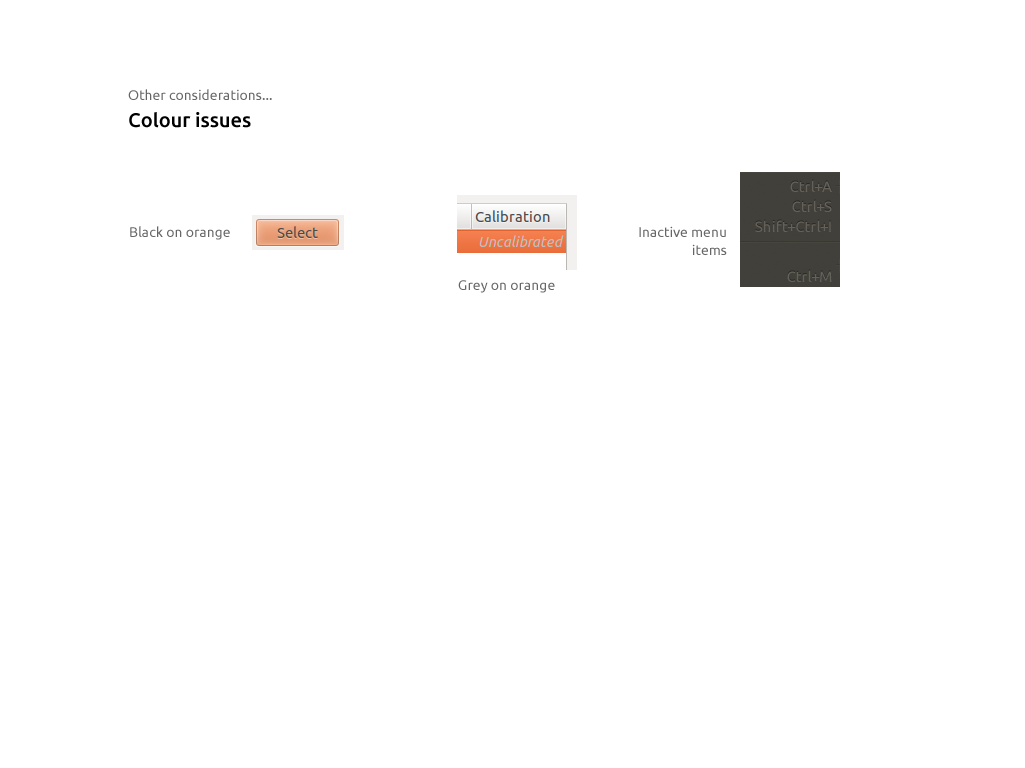 Other considerations...
Colour issues
Black on orange
Select
Calibration
Uncalibrated
Grey on orange
Inactive menu
items
Ctrl+A
Ctrl+S
Shift+Ctrl+I
Ctrl+M